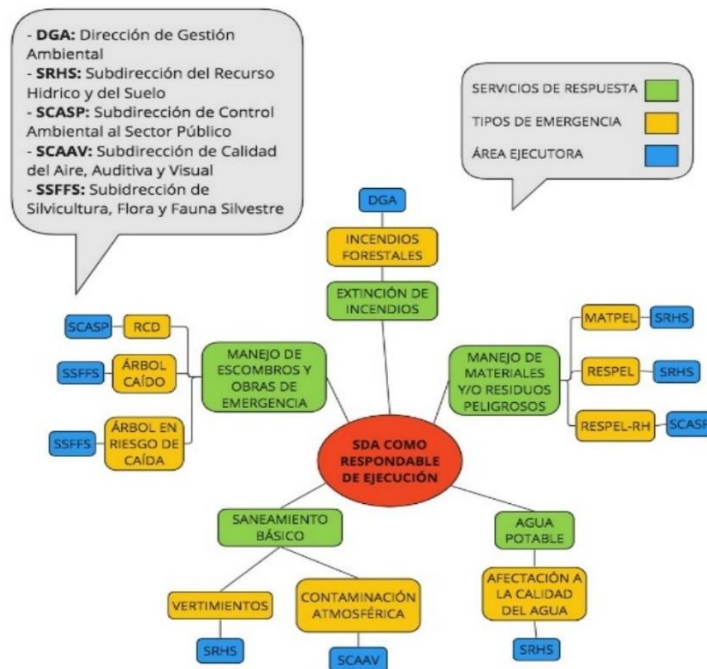 - DGA: Dirección de Gestión
Ambiental
- SRHS: Subdirección del Recurso
Hidrico y del Suelo
- SCASP: Subdirección de Control
Ambiental al Sector Público
- SCAAV: Subdirección de Calidad
del Aire, Auditiva y Visual
- SSFFS: Subidrección de
Silvicultura, Flora y Fauna Silvestre
SERVICIOS DE RESPUESTA
TIPOS DE EMERGENCIA
ÁREA EJECUTORA
DGA
INCENDIOS
FORESTALES
EXTINCIÓN DE
INCENDIOS
SCASP
RCD
SSFFS
ÁRBOL
CAÍDO
SSFFS
ÁRBOL EN
RIESGO DE
CAÍDA
MANEJO DE
ESCOMBROS Y
OBRAS DE
EMERGENCIA
MANEJO DE
MATERIALES
Y/O RESIDUOS
PELIGROSOS
MATPEL
SRHS
RESPEL
SRHS
RESPEL-RH
SCASP
SDA COMO
RESPONDABLE
DE EJECUCIÓN
SANEAMIENTO
BÁSICO
VERTIMIENTOS
SRHS
CONTAMINACIÓN
ATMOSFÉRICA
SCAAV
AGUA
POTABLE
AFECTACIÓN A
LA CALIDAD
DEL AGUA
SRHS